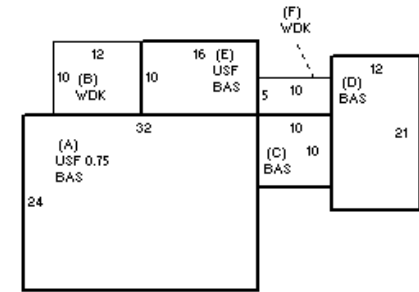 (F)
WDK
12
10
(B)
WDK
10
16 (E)
USF
BAS
5
10
12
(D)
BAS
21
32
(A)
USF 0.75
BAS
24
10
(C)
BAS
10